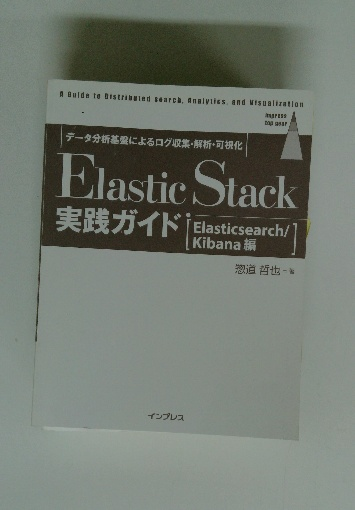 A Guide to Distributed search, Analytics, and Visualization
impress
top gear
データ分析基盤によるログ収集・解析・可視化
Elastic Stack
実践ガイド
[Elasticsearch/
Kibana編]
惣道 哲也=著
インプレス